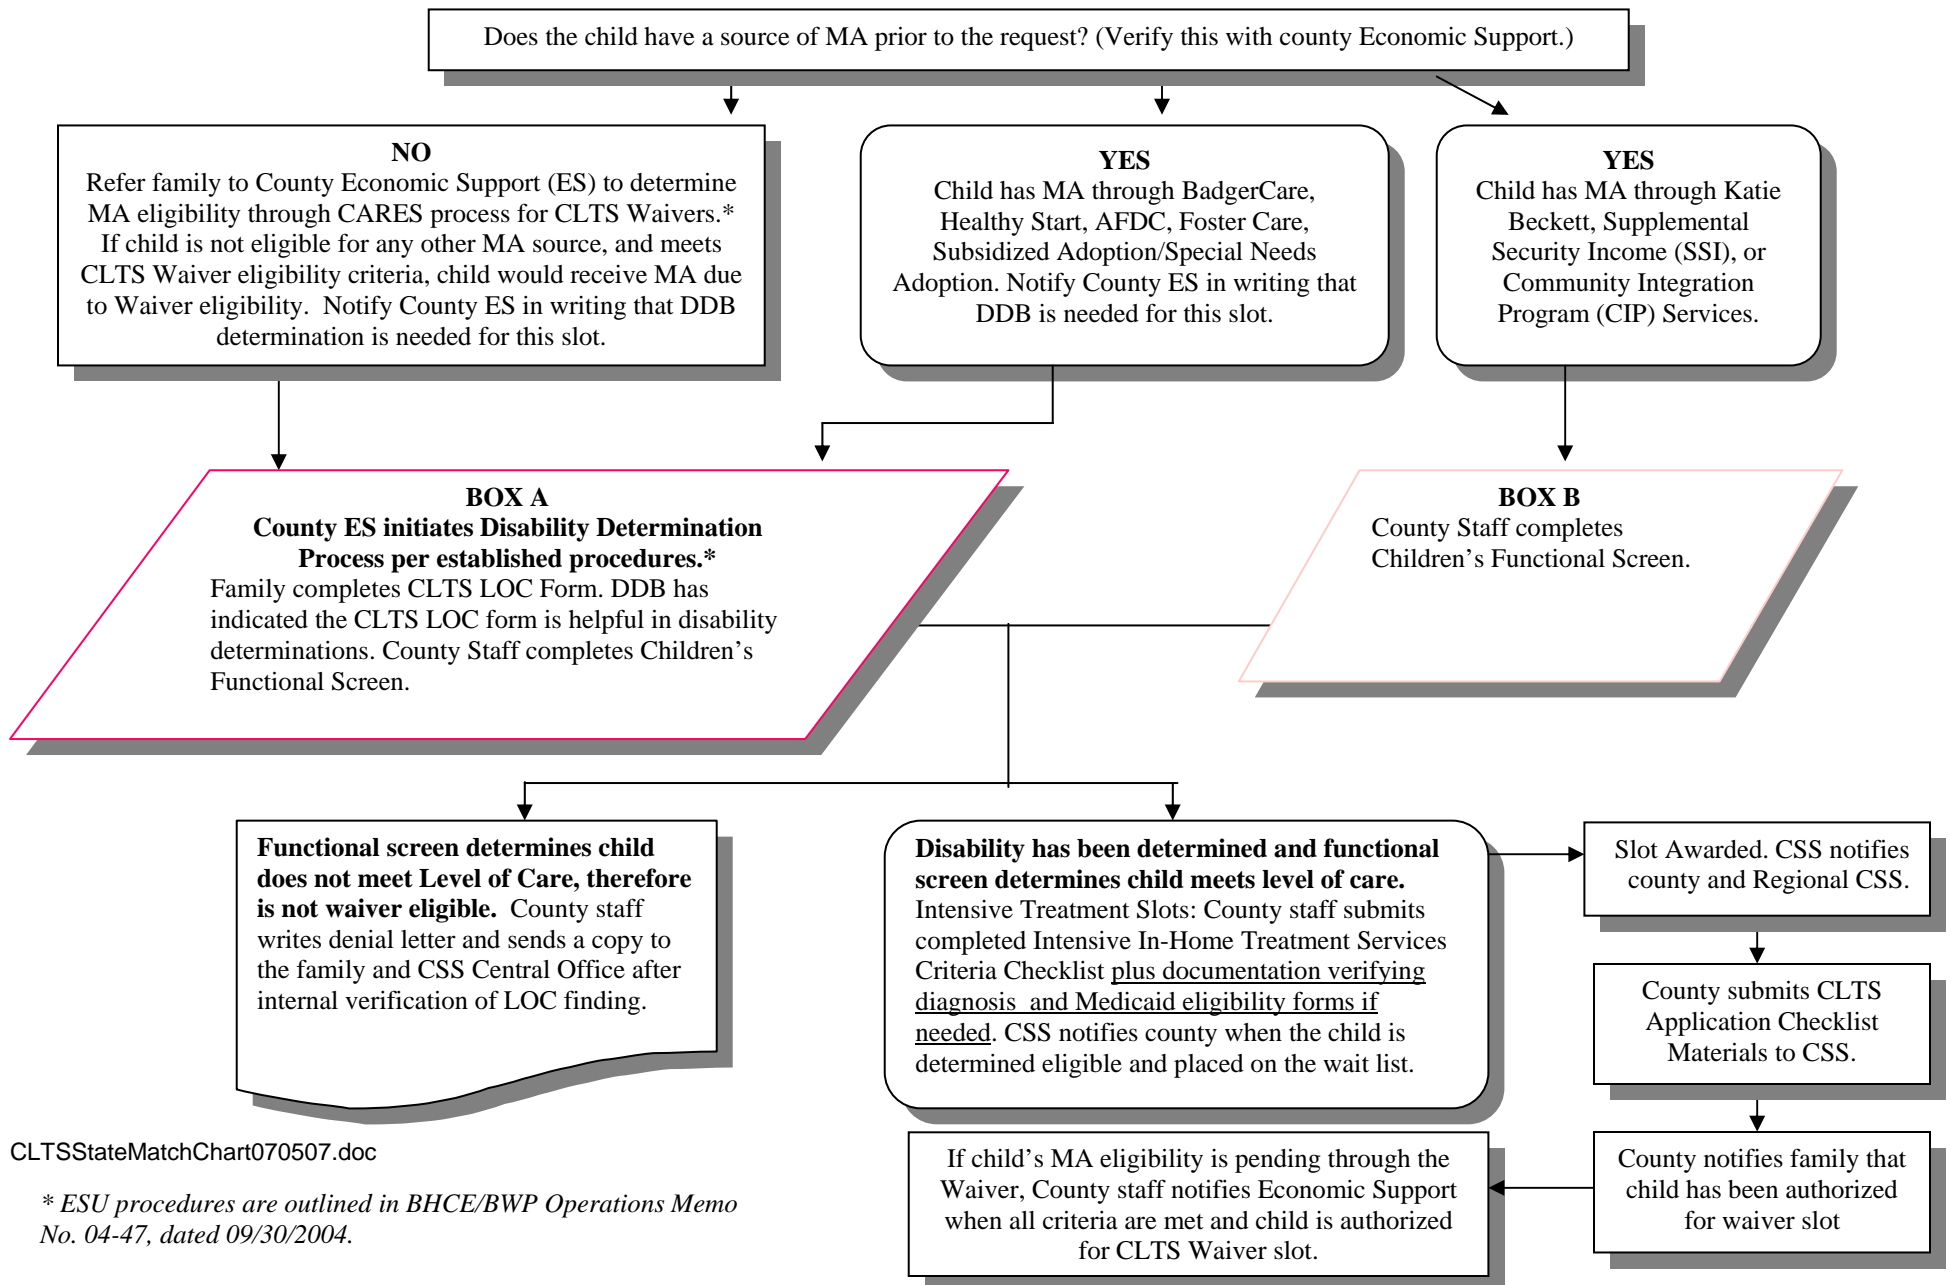 Does the child have a source of MA prior to the request? (Verify this with county Economic Support.)
NO
Refer family to County Economic Support (ES) to determine
MA eligibility through CARES process for CLTS Waivers.*
If child is not eligible for any other MA source, and meets
CLTS Waiver eligibility criteria, child would receive MA due
to Waiver eligibility.  Notify County ES in writing that DDB
determination is needed for this slot.
YES
Child has MA through BadgerCare,
Healthy Start, AFDC, Foster Care,
Subsidized Adoption/Special Needs
Adoption. Notify County ES in writing that
DDB is needed for this slot.
YES
Child has MA through Katie
Beckett, Supplemental
Security Income (SSI), or
Community Integration
Program (CIP) Services.
BOX A
County ES initiates Disability Determination
Process per established procedures.*
Family completes CLTS LOC Form. DDB has
indicated the CLTS LOC form is helpful in disability
determinations. County Staff completes Children's
Functional Screen.
BOX B
County Staff completes
Children's Functional Screen.
Functional screen determines child
does not meet Level of Care, therefore
is not waiver eligible.  County staff
writes denial letter and sends a copy to
the family and CSS Central Office after
internal verification of LOC finding.
Disability has been determined and functional
screen determines child meets level of care.
Intensive Treatment Slots: County staff submits
completed Intensive In-Home Treatment Services
Criteria Checklist plus documentation verifying
diagnosis  and Medicaid eligibility forms if
needed. CSS notifies county when the child is
determined eligible and placed on the wait list.
Slot Awarded. CSS notifies
county and Regional CSS.
County submits CLTS
Application Checklist
Materials to CSS.
County notifies family that
child has been authorized
for waiver slot
If child's MA eligibility is pending through the
Waiver, County staff notifies Economic Support
when all criteria are met and child is authorized
for CLTS Waiver slot.
CLTSStateMatchChart070507.doc
* ESU procedures are outlined in BHCE/BWP Operations Memo
No. 04-47, dated 09/30/2004.